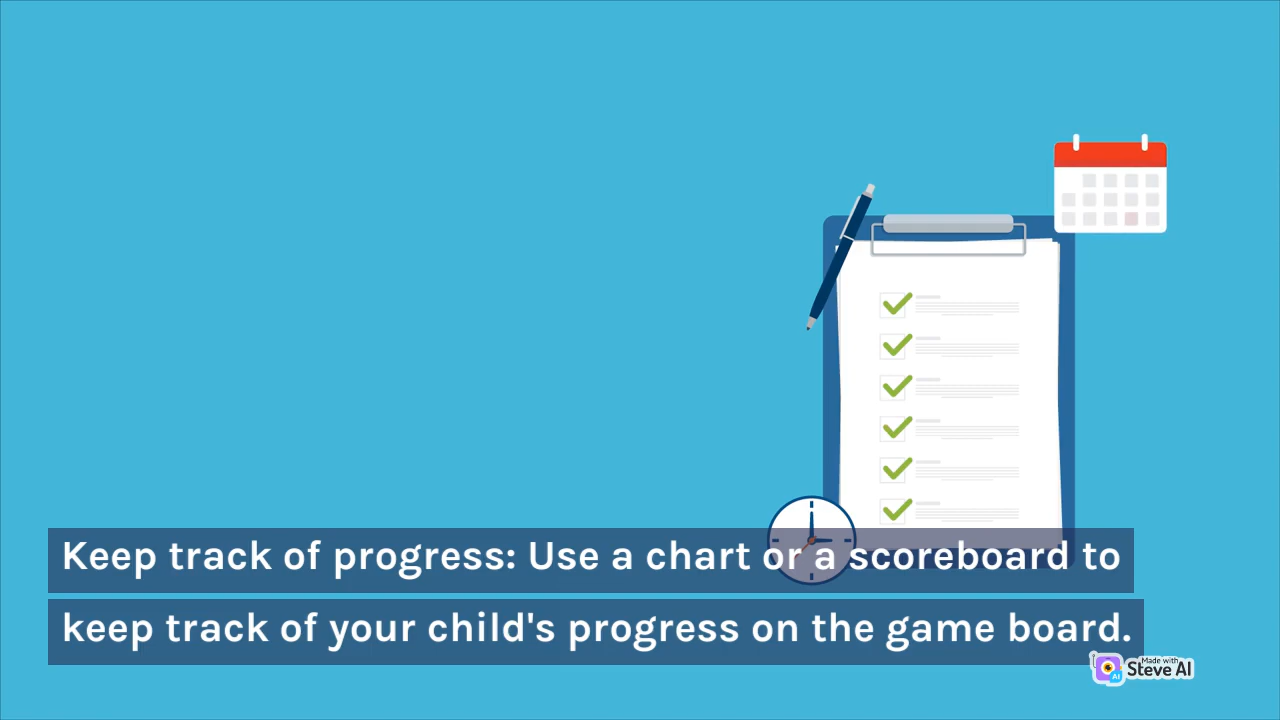 Keep track of progress: Use a chart or a scoreboard to
keep track of your child's progress on the game board.
Made with
Steve AI
AI